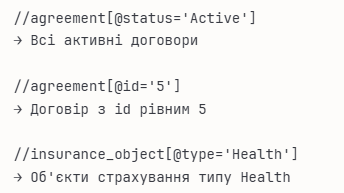 //agreement[@status='Active']
→ Всі активні договори
//agreement[@id='5']
→ Договір з id рівним 5
//insurance_object[@type='Health']
→ Об'єкти страхування типу Health